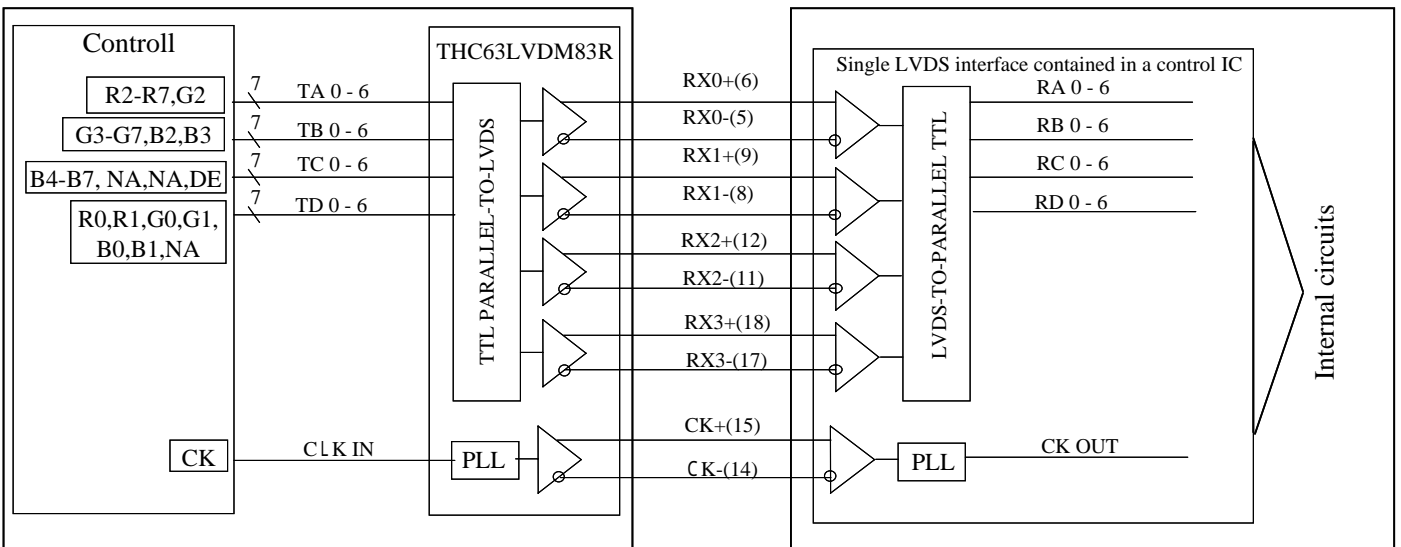 Controll
THC63LVDM83R
Single LVDS interface contained in a control IC
R2-R7,G2
7
TA 0 - 6
RX0+(6)
RA 0 - 6
G3-G7,B2,B3
7
TB 0 - 6
RX0-(5)
RB 0 - 6
B4-B7, NA,NA,DE
7
TC 0 - 6
RX1+(9)
RC 0 - 6
R0,R1,G0,G1,
B0,B1,NA
7
TD 0 - 6
RX1-(8)
RD 0 - 6
TTL PARALLEL-TO-LVDS
RX2+(12)
RX2-(11)
RX3+(18)
RX3-(17)
LVDS-TO-PARALLEL TTL
Internal circuits
CK
CLK IN
PLL
CK+(15)
CK-(14)
PLL
CK OUT